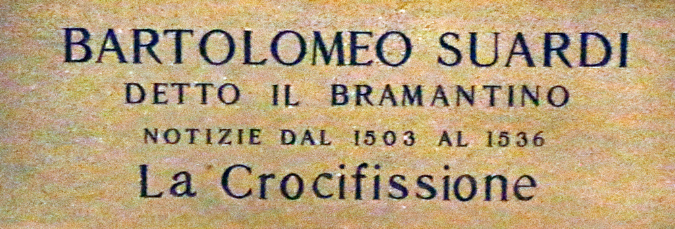 BARTOLOMEO SUARDI
DETTO IL BRAMANTINO
NOTIZIE DAL 1503 AL 1536
La Crocifissione